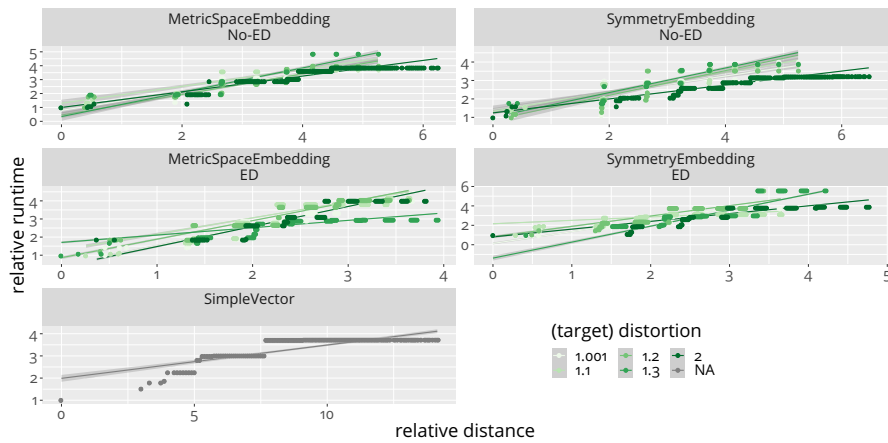 MetricSpaceEmbedding
No-ED
5
4
3
2
1
0
0 2 4 6
SymmetryEmbedding
No-ED
4
3
2
1
0
0 2 4 6
MetricSpaceEmbedding
ED
4
3
2
1
0 1 2 3 4
SymmetryEmbedding
ED
6
4
2
0
0 1 2 3 4 5
SimpleVector
4
3
2
1
0 5 10
relative runtime
relative distance
(target) distortion
1.001 1.2 2
1.1 1.3 NA